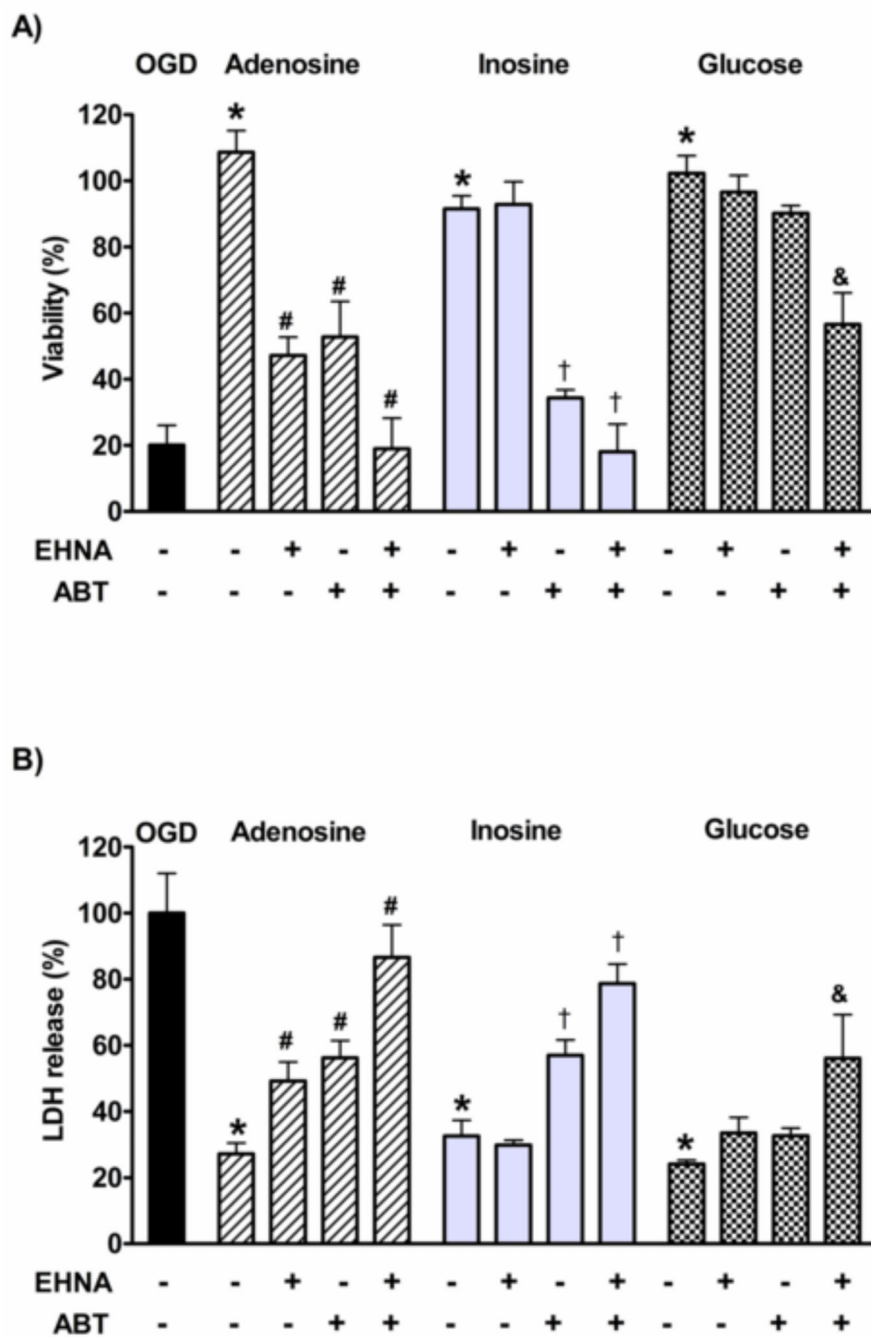 A)
OGD Adenosine Inosine Glucose
120
100
80
60
40
20
0
Viability (%)
* # # # * † † * &
EHNA - - + - + - + - + - + - +
ABT - - - + + - - + + - - + +
B)
OGD Adenosine Inosine Glucose
120
100
80
60
40
20
0
LDH release (%)
* # # # * † † * &
EHNA - - + - + - + - + - + - +
ABT - - - + + - - + + - - + +